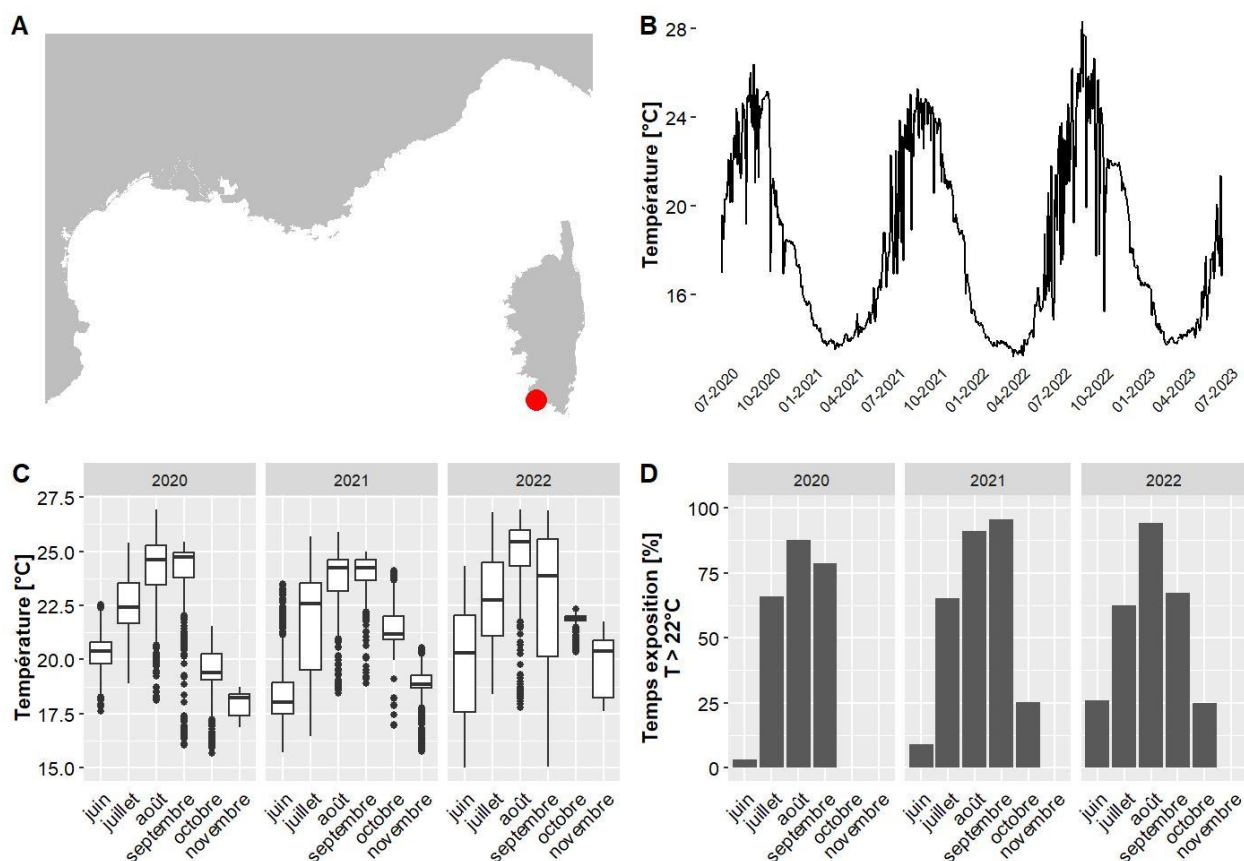 A
B
Température [°C]
28
24
20
16
07-2020
10-2020
01-2021
04-2021
07-2021
10-2021
01-2022
04-2022
07-2022
10-2022
01-2023
04-2023
07-2023
C
2020
2021
2022
Température [°C]
27.5
25.0
22.5
20.0
17.5
15.0
juin
juillet
août
septembre
octobre
novembre
juin
juillet
août
septembre
octobre
novembre
juin
juillet
août
septembre
octobre
novembre
D
2020
2021
2022
Temps exposition [%]
T > 22°C
100
75
50
25
0
juin
juillet
août
septembre
octobre
novembre
juin
juillet
août
septembre
octobre
novembre
juin
juillet
août
septembre
octobre
novembre